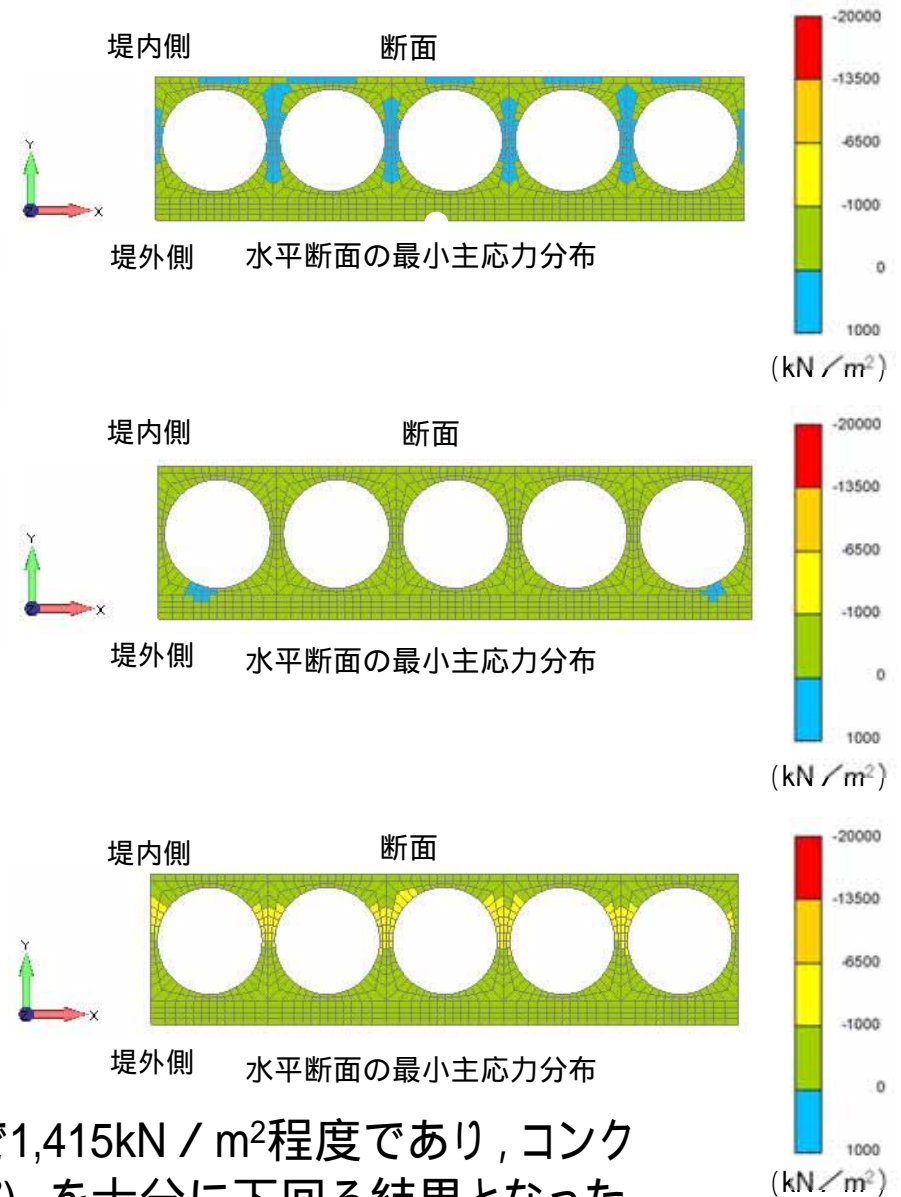 堤内側 断面
-20000
-13500
-6500
-1000
0
1000
(kN/m²)
Y
Z X
堤外側 水平断面の最小主応力分布
堤内側 断面
-20000
-13500
-6500
-1000
0
1000
(kN/m²)
Y
Z X
堤外側 水平断面の最小主応力分布
堤内側 断面
-20000
-13500
-6500
-1000
0
1000
(kN/m²)
Y
Z X
堤外側 水平断面の最小主応力分布
で1,415kN/m²程度であり,コンク
を十分に下回る結果となった